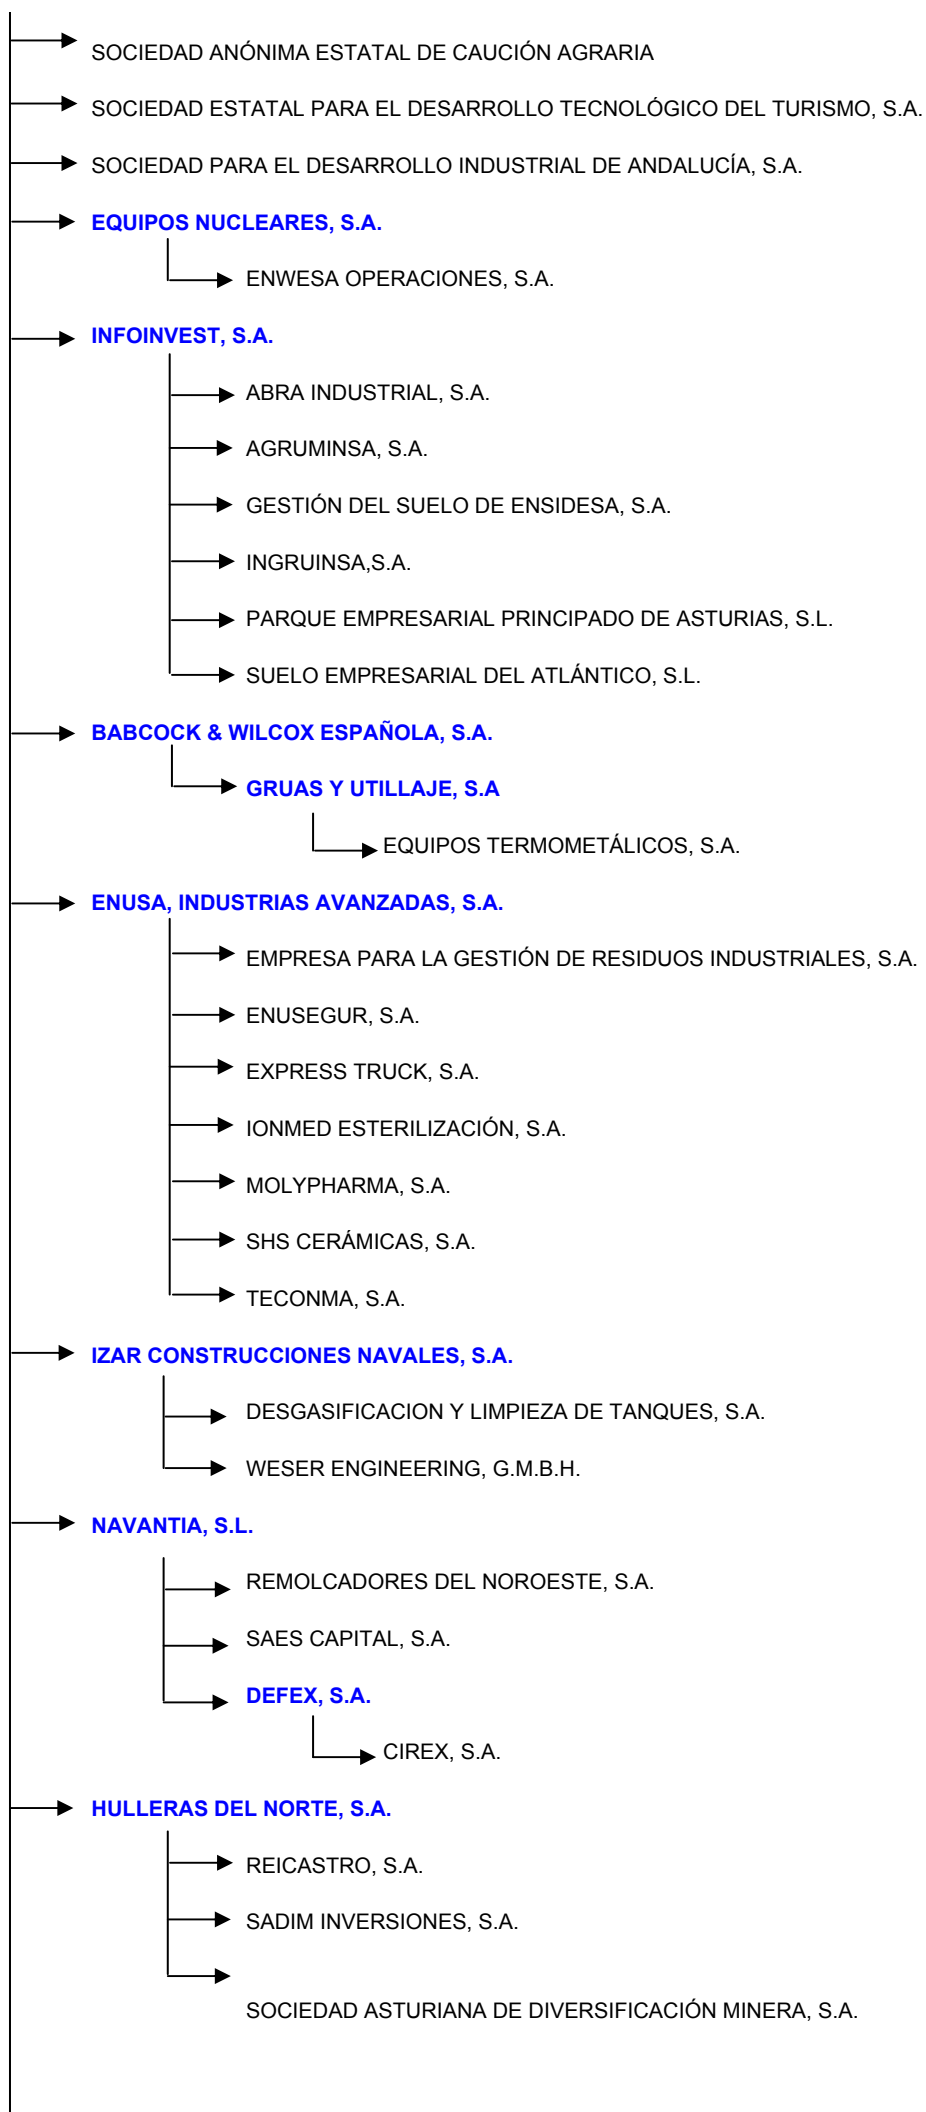 SOCIEDAD ANÓNIMA ESTATAL DE CAUCIÓN AGRARIA
SOCIEDAD ESTATAL PARA EL DESARROLLO TECNOLÓGICO DEL TURISMO, S.A.
SOCIEDAD PARA EL DESARROLLO INDUSTRIAL DE ANDALUCÍA, S.A.
EQUIPOS NUCLEARES, S.A.
ENWESA OPERACIONES, S.A.
INFOINVEST, S.A.
ABRA INDUSTRIAL, S.A.
AGRUMINSA, S.A.
GESTIÓN DEL SUELO DE ENSIDESA, S.A.
INGRUINSA,S.A.
PARQUE EMPRESARIAL PRINCIPADO DE ASTURIAS, S.L.
SUELO EMPRESARIAL DEL ATLÁNTICO, S.L.
BABCOCK & WILCOX ESPAÑOLA, S.A.
GRUAS Y UTILLAJE, S.A
EQUIPOS TERMOMETÁLICOS, S.A.
ENUSA, INDUSTRIAS AVANZADAS, S.A.
EMPRESA PARA LA GESTIÓN DE RESIDUOS INDUSTRIALES, S.A.
ENUSEGUR, S.A.
EXPRESS TRUCK, S.A.
IONMED ESTERILIZACIÓN, S.A.
MOLYPHARMA, S.A.
SHS CERÁMICAS, S.A.
TECONMA, S.A.
IZAR CONSTRUCCIONES NAVALES, S.A.
DESGASIFICACION Y LIMPIEZA DE TANQUES, S.A.
WESER ENGINEERING, G.M.B.H.
NAVANTIA, S.L.
REMOLCADORES DEL NOROESTE, S.A.
SAES CAPITAL, S.A.
DEFEX, S.A.
CIREX, S.A.
HULLERAS DEL NORTE, S.A.
REICASTRO, S.A.
SADIM INVERSIONES, S.A.
SOCIEDAD ASTURIANA DE DIVERSIFICACIÓN MINERA, S.A.